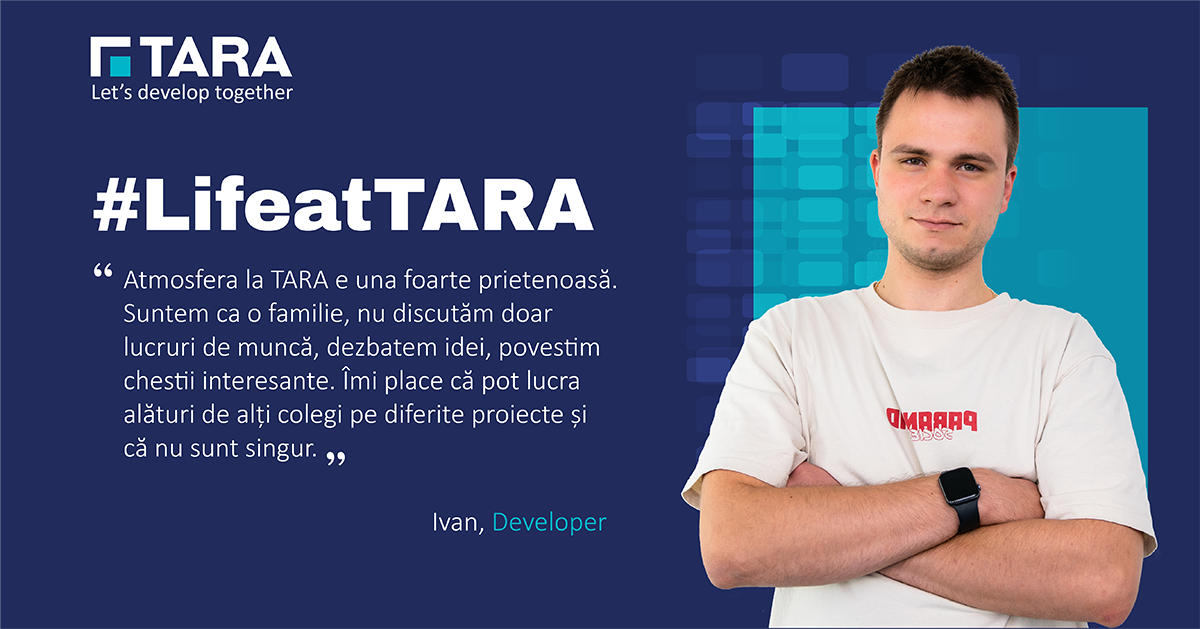 TARA
Let's develop together
#LifeatTARA
“ Atmosfera la TARA e una foarte prietenoasă.
Suntem ca o familie, nu discutăm doar
lucruri de muncă, dezbatem idei, povestim
chestii interesante. Îmi place că pot lucra
alături de alți colegi pe diferite proiecte și
că nu sunt singur. ”
Ivan, Developer